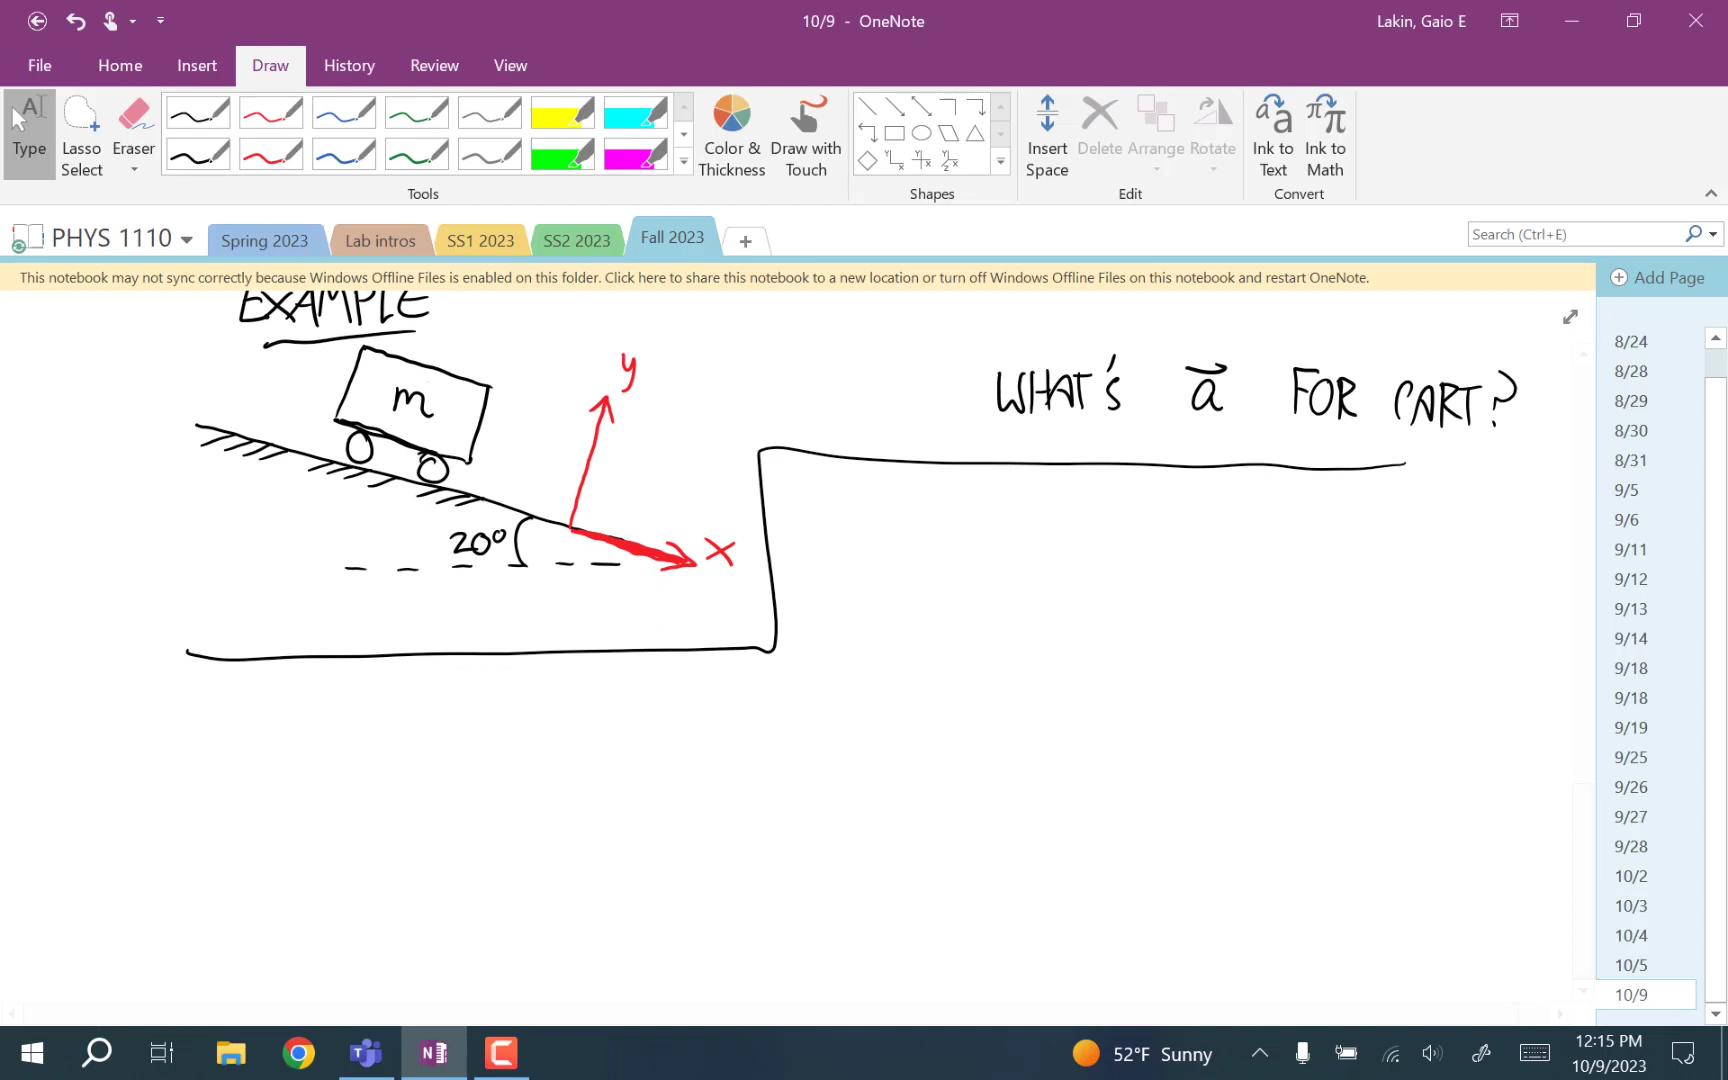 10/9 - OneNote
Lakin, Gaio E
File Home Insert Draw History Review View
Type
Lasso Select
Eraser
Color & Thickness
Draw with Touch
Insert Space
Delete
Arrange
Rotate
Ink to Text
Ink to Math
Tools
Shapes
Edit
Convert
PHYS 1110
Spring 2023
Lab intros
SS1 2023
SS2 2023
Fall 2023
Search (Ctrl+E)
This notebook may not sync correctly because Windows Offline Files is enabled on this folder. Click here to share this notebook to a new location or turn off Windows Offline Files on this notebook and restart OneNote.
Add Page
EXAMPLE
m
y
x
20°
WHAT'S a⃗ FOR CART?
8/24
8/28
8/29
8/30
8/31
9/5
9/6
9/11
9/12
9/13
9/14
9/18
9/18
9/19
9/25
9/26
9/27
9/28
10/2
10/3
10/4
10/5
10/9
52°F Sunny
12:15 PM
10/9/2023